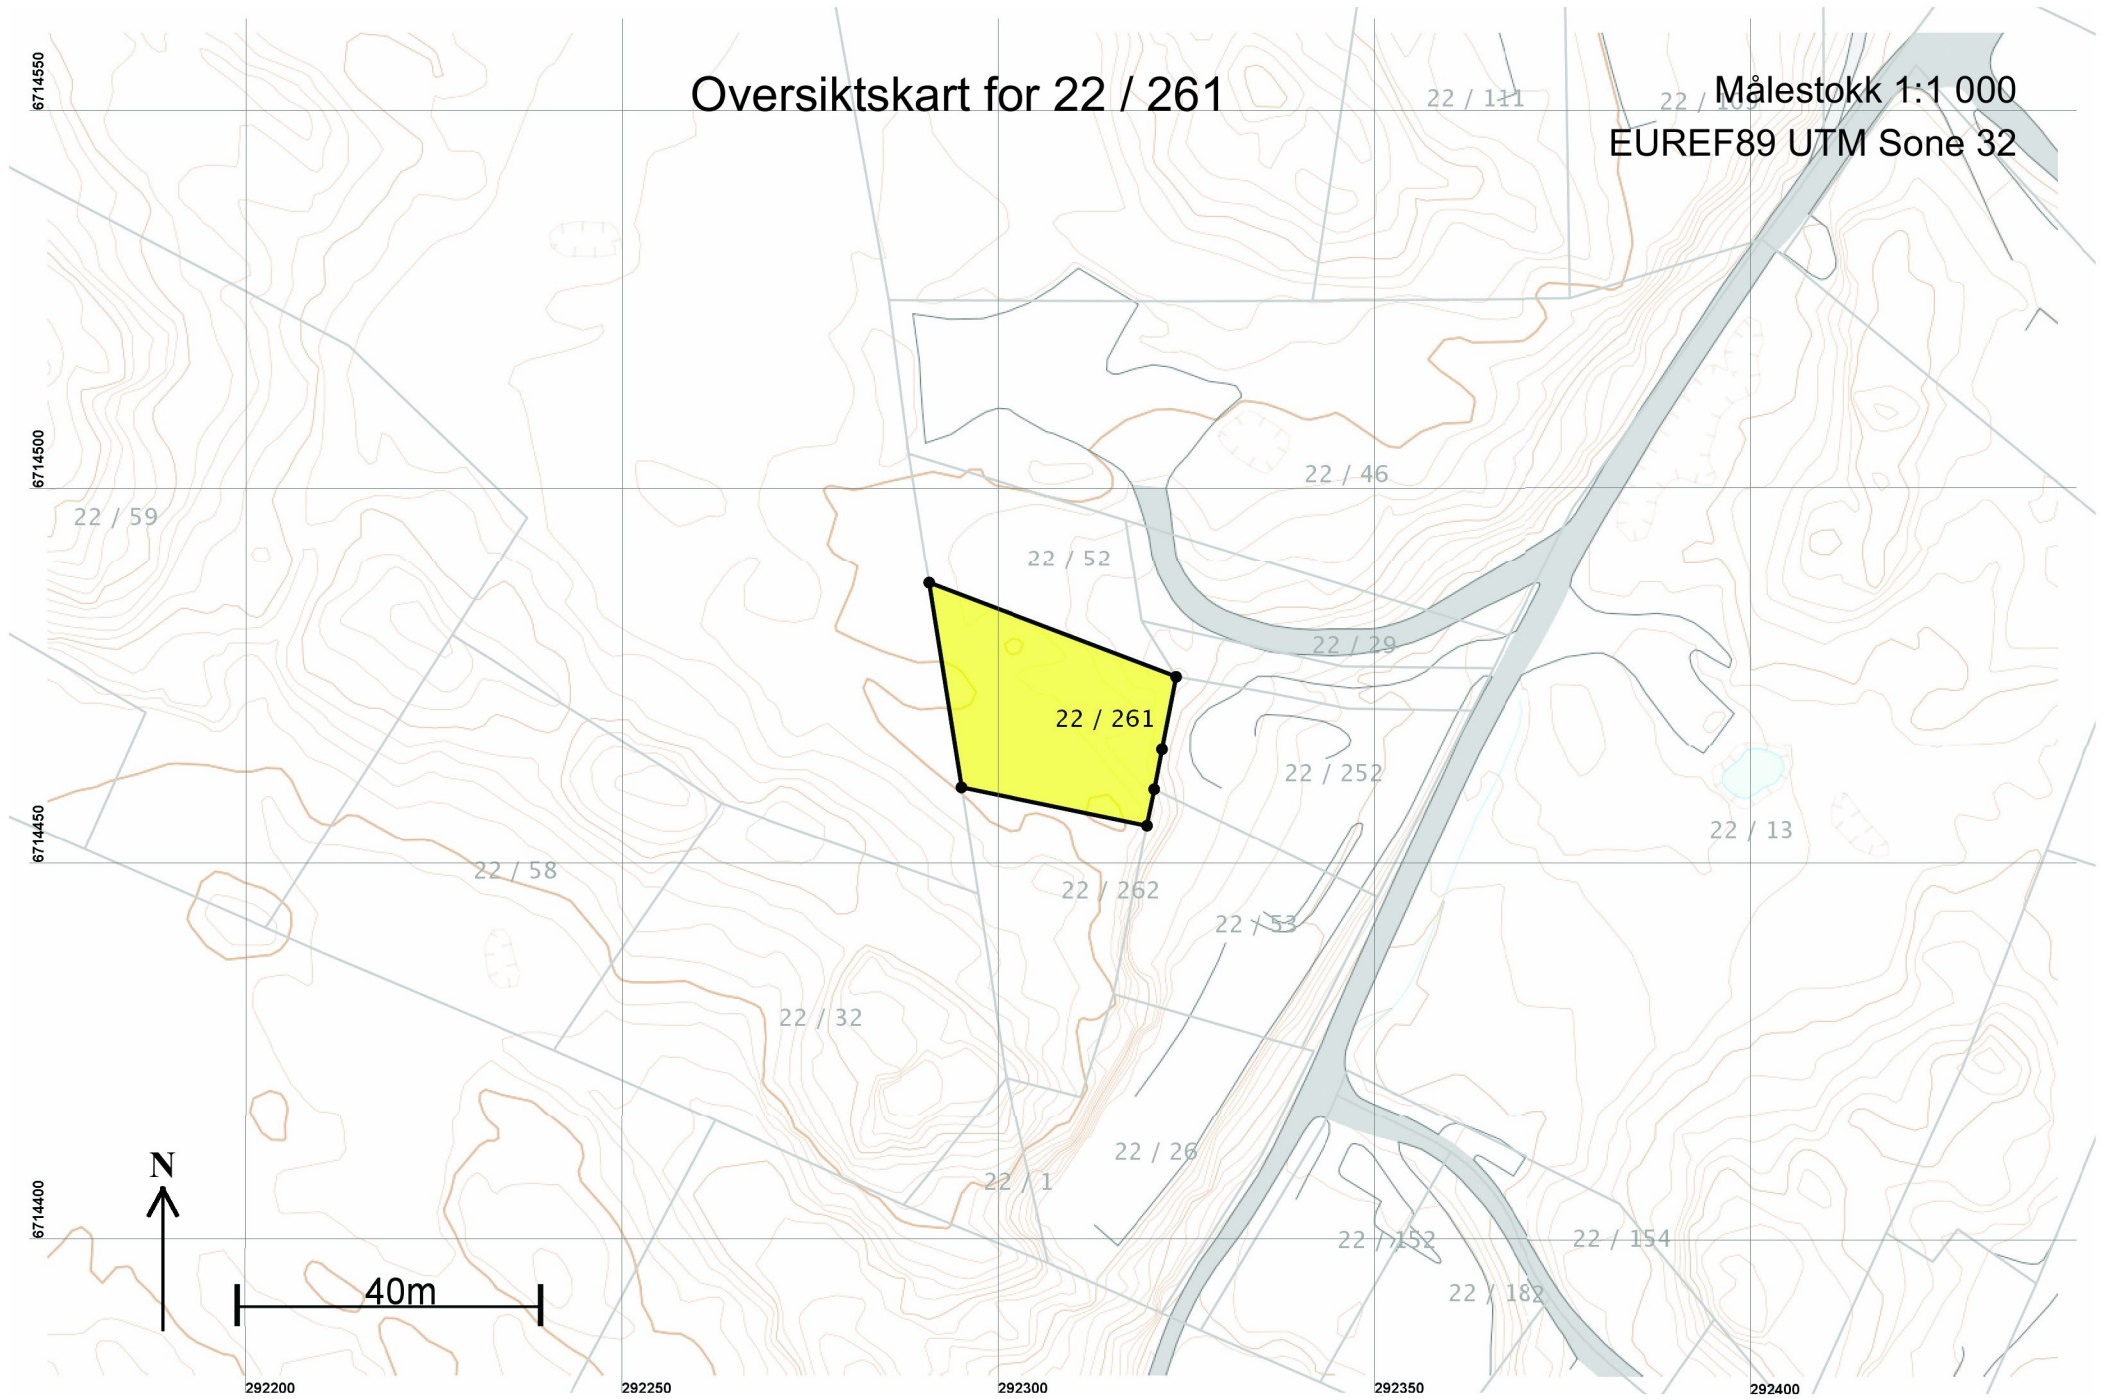 Oversiktskart for 22 / 261
Målestokk 1:1 000
EUREF89 UTM Sone 32
6714550
22 / 111
6714500
22 / 46
22 / 59
22 / 52
22 / 29
22 / 261
22 / 252
22 / 13
6714450
22 / 58
22 / 262
22 / 53
22 / 32
22 / 26
N
22 / 1
6714400
22 / 152
22 / 154
22 / 182
40m
292200
292250
292300
292350
292400